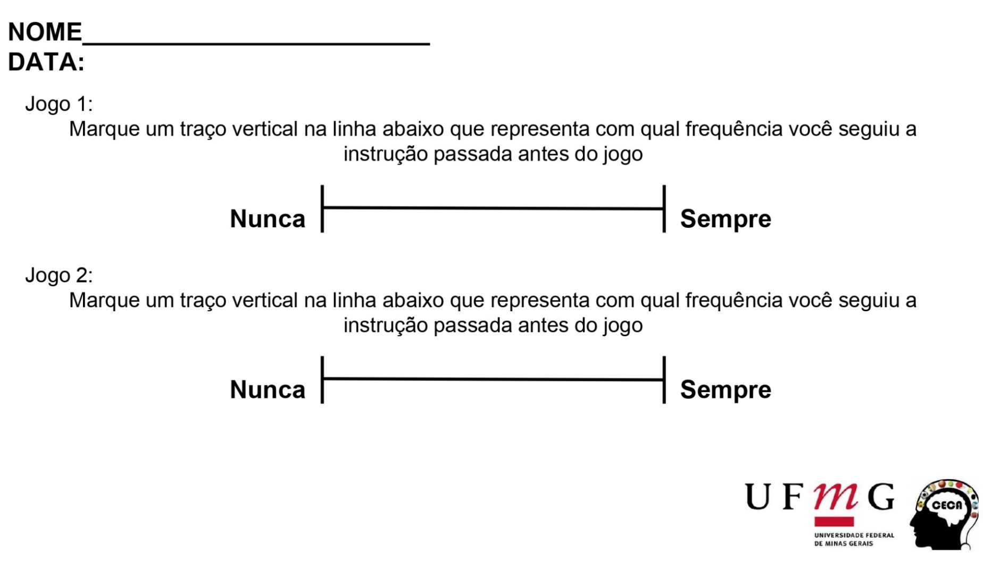 NOME_________________________
DATA:
Jogo 1:
Marque um traço vertical na linha abaixo que representa com qual frequência você seguiu a
instrução passada antes do jogo
Nunca Sempre
Jogo 2:
Marque um traço vertical na linha abaixo que representa com qual frequência você seguiu a
instrução passada antes do jogo
Nunca Sempre
UFmG
CECA
UNIVERSIDADE FEDERAL
DE MINAS GERAIS